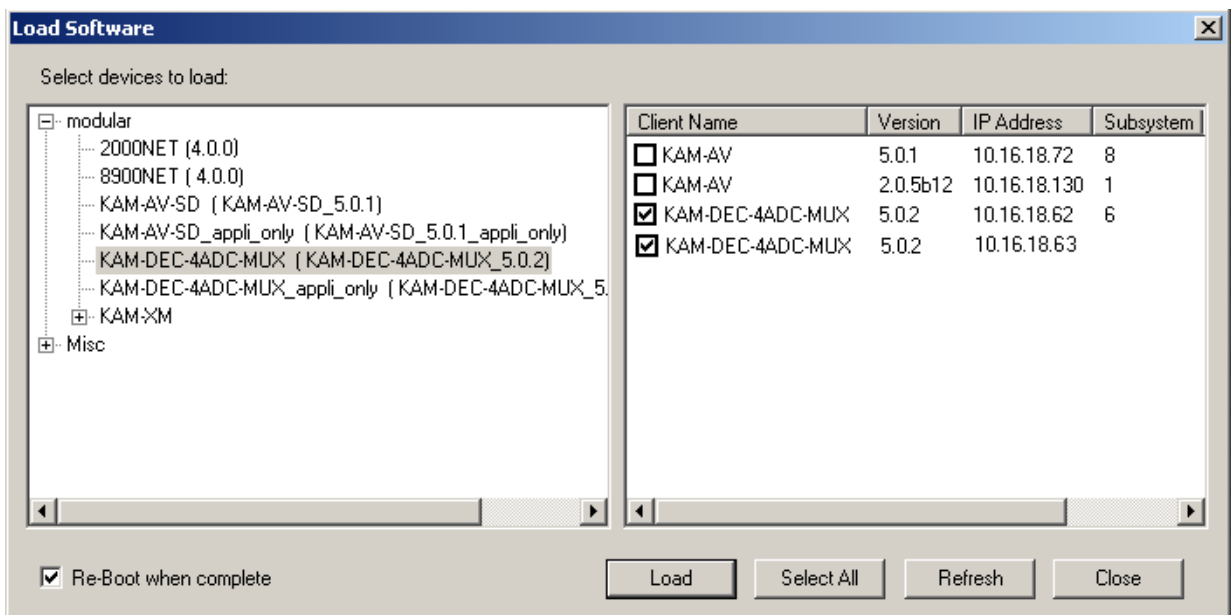 Load Software
Select devices to load:
modular
2000NET (4.0.0)
8900NET ( 4.0.0)
KAM-AV-SD ( KAM-AV-SD_5.0.1)
KAM-AV-SD_appli_only ( KAM-AV-SD_5.0.1_appli_only)
KAM-DEC-4ADC-MUX ( KAM-DEC-4ADC-MUX_5.0.2)
KAM-DEC-4ADC-MUX_appli_only ( KAM-DEC-4ADC-MUX_5.
KAM-XM
Misc
Client Name Version IP Address Subsystem
KAM-AV 5.0.1 10.16.18.72 8
KAM-AV 2.0.5b12 10.16.18.130 1
KAM-DEC-4ADC-MUX 5.0.2 10.16.18.62 6
KAM-DEC-4ADC-MUX 5.0.2 10.16.18.63
Re-Boot when complete Load Select All Refresh Close